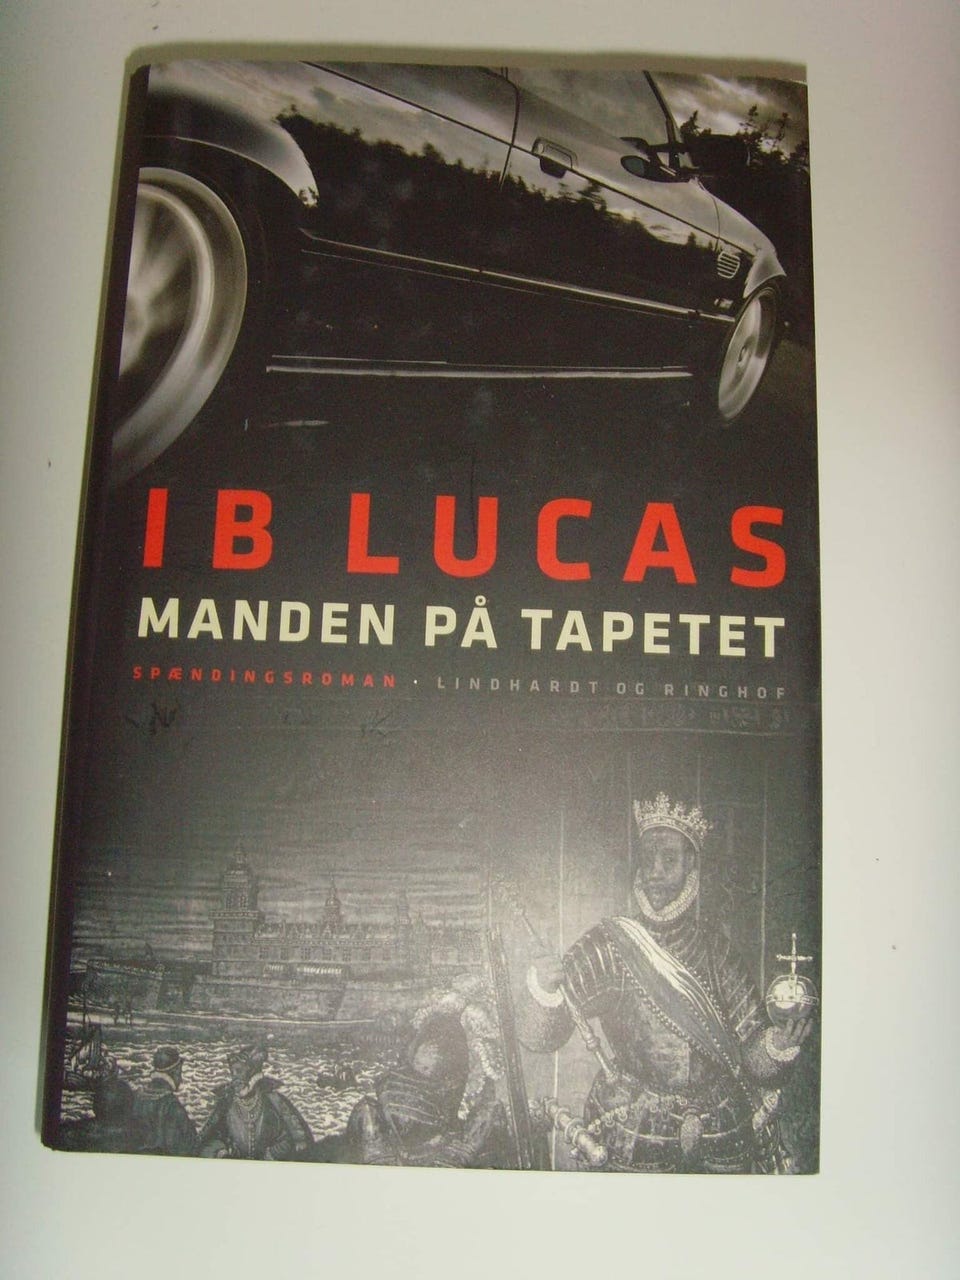 IB LUCAS
MANDEN PÅ TAPETET
SPÆNDINGSROMAN · LINDHARDT OG RINGHOF